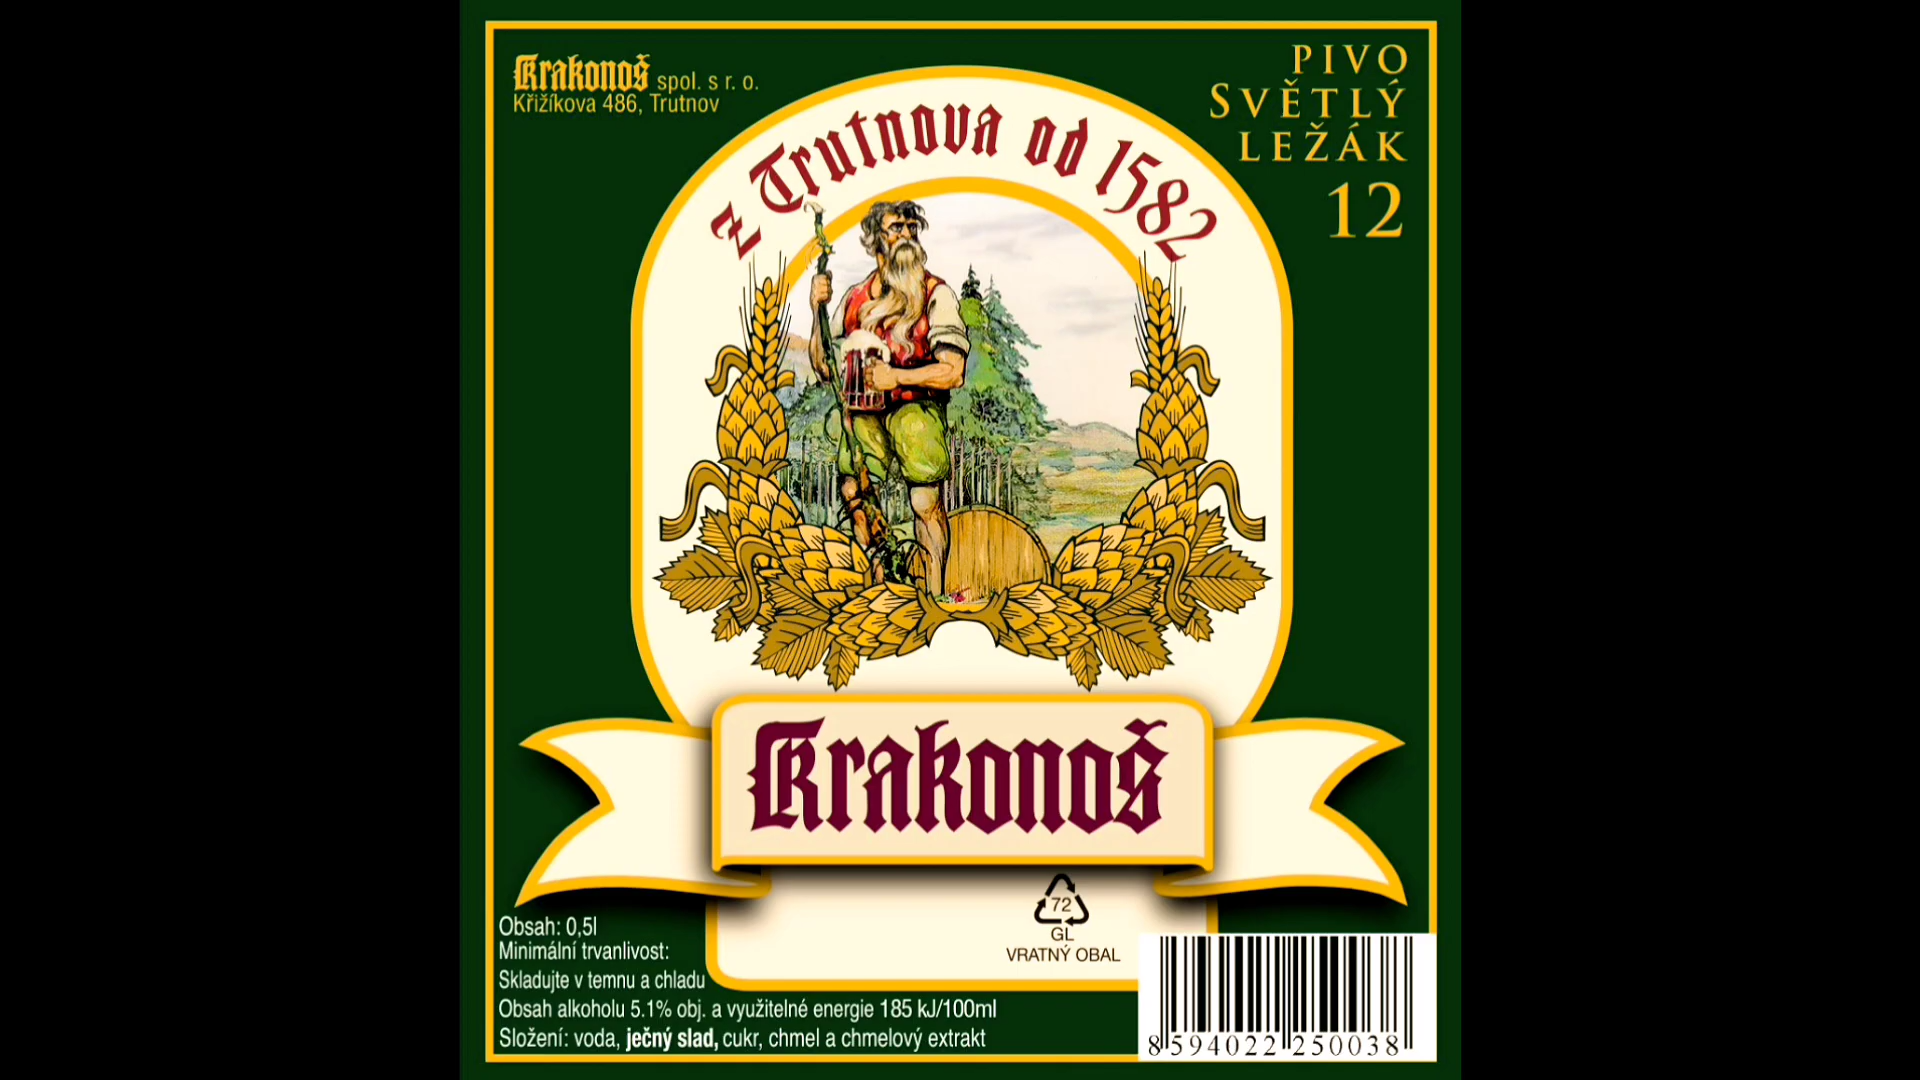 Krakonoš spol. s r. o.
Křižíkova 486, Trutnov
PIVO
SVĚTLÝ
LEŽÁK
12
z Trutnova od 1582
Krakonoš
72
GL
VRATNÝ OBAL
Obsah: 0,5l
Minimální trvanlivost:
Skladujte v temnu a chladu
Obsah alkoholu 5.1% obj. a využitelné energie 185 kJ/100ml
Složení: voda, ječný slad, cukr, chmel a chmelový extrakt
8594022250038